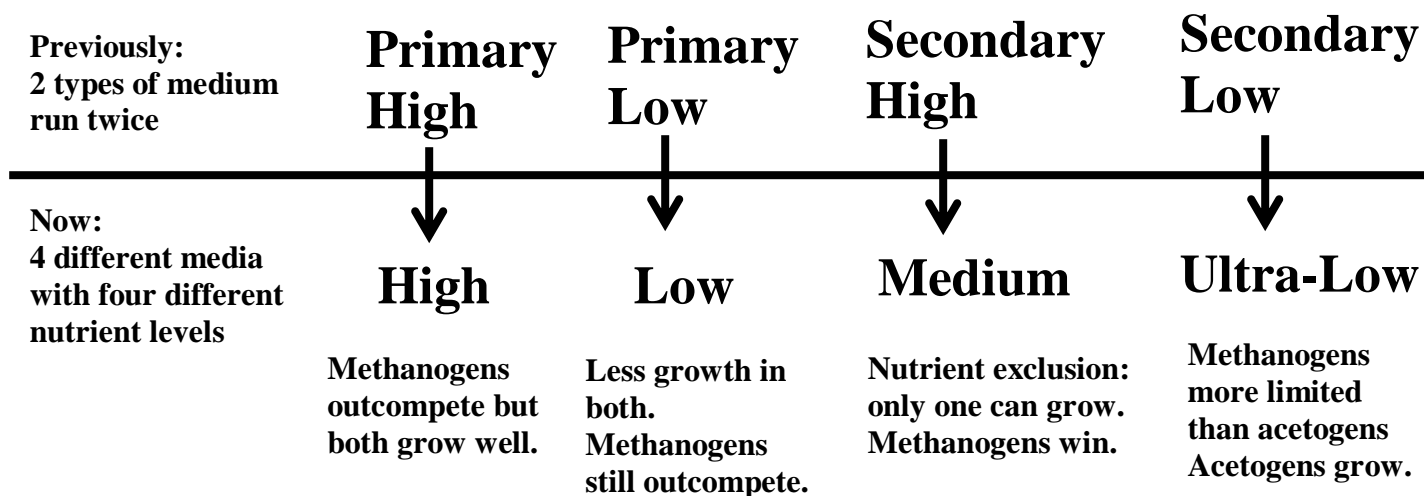 Previously:
2 types of medium
run twice
Primary
High
Primary
Low
Secondary
High
Secondary
Low
Now:
4 different media
with four different
nutrient levels
High
Low
Medium
Ultra-Low
Methanogens
outcompete but
both grow well.
Less growth in
both.
Methanogens
still outcompete.
Nutrient exclusion:
only one can grow.
Methanogens win.
Methanogens
more limited
than acetogens
Acetogens grow.